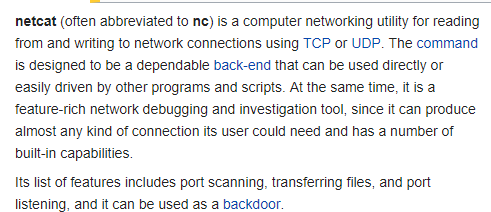 netcat (often abbreviated to nc) is a computer networking utility for reading
from and writing to network connections using TCP or UDP. The command
is designed to be a dependable back-end that can be used directly or
easily driven by other programs and scripts. At the same time, it is a
feature-rich network debugging and investigation tool, since it can produce
almost any kind of connection its user could need and has a number of
built-in capabilities.
Its list of features includes port scanning, transferring files, and port
listening, and it can be used as a backdoor.